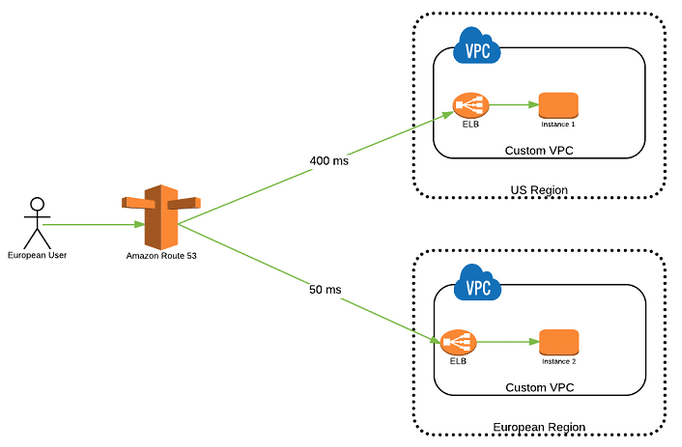 VPC
ELB
Instance 1
Custom VPC
US Region
400 ms
European User
Amazon Route 53
50 ms
VPC
ELB
Instance 2
Custom VPC
European Region